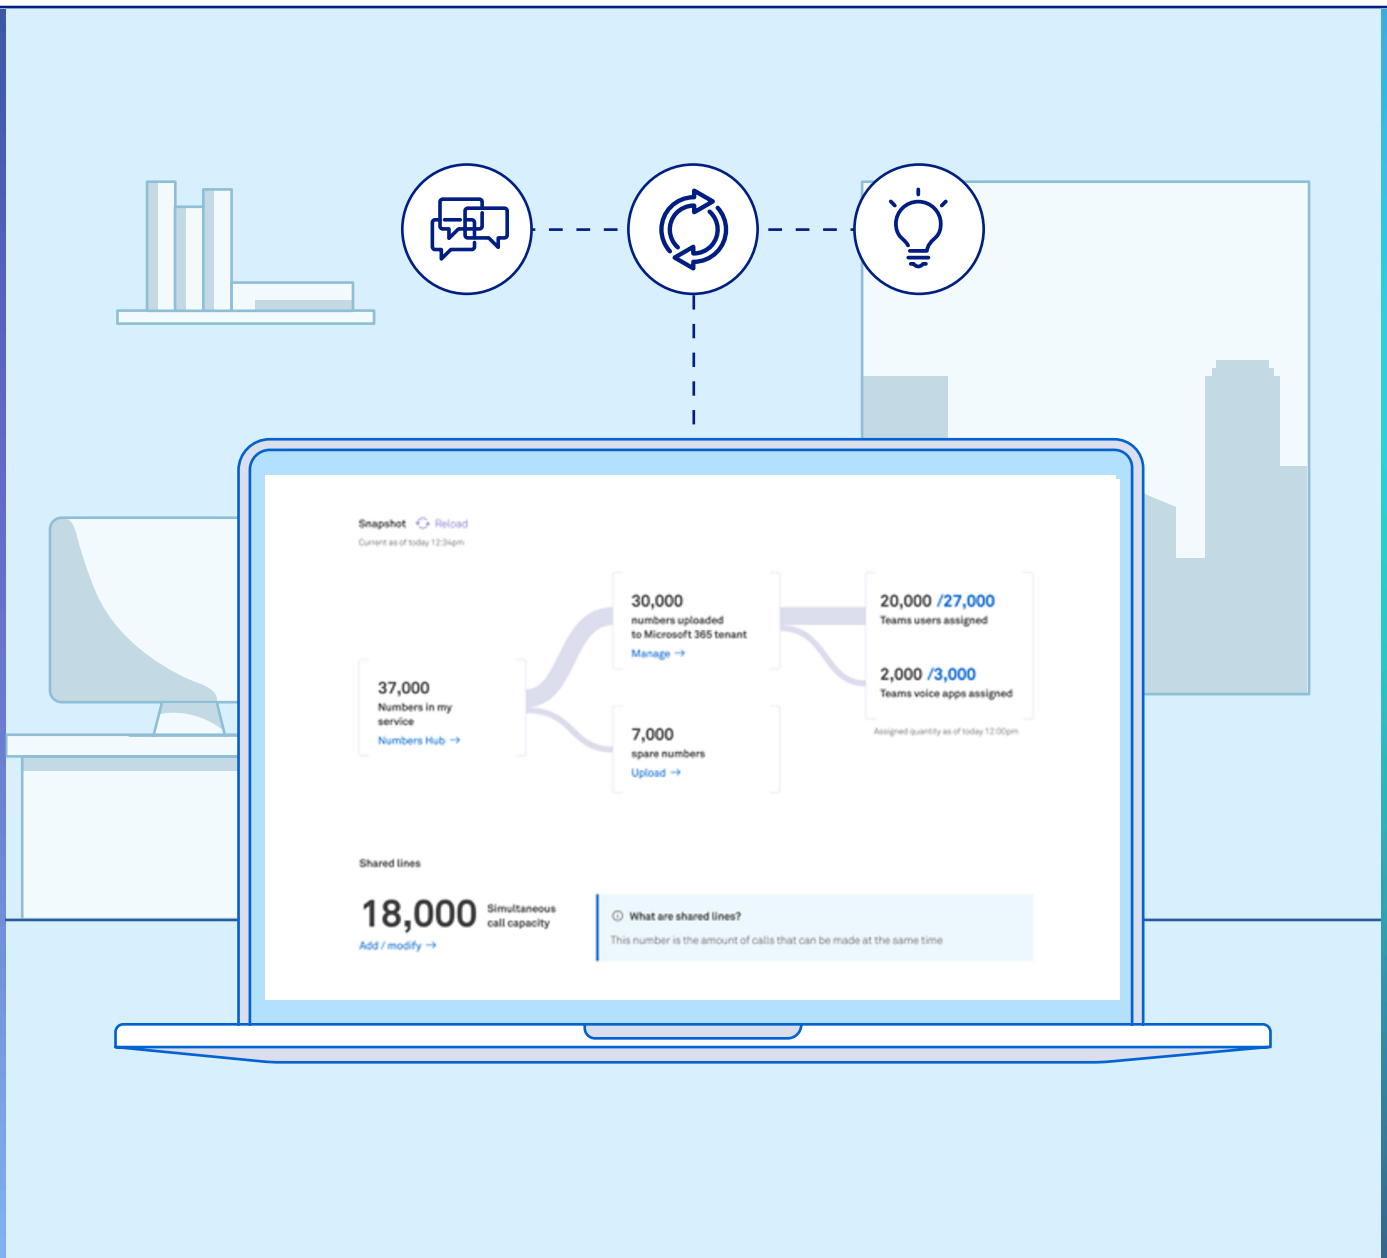 Snapshot Reload
Current as of today 12:34pm
37,000
Numbers in my
service
Numbers Hub →
30,000
numbers uploaded
to Microsoft 365 tenant
Manage →
7,000
spare numbers
Upload →
20,000 /27,000
Teams users assigned
2,000 /3,000
Teams voice apps assigned
Assigned quantity as of today 12:00pm
Shared lines
18,000
Simultaneous
call capacity
Add / modify →
What are shared lines?
This number is the amount of calls that can be made at the same time